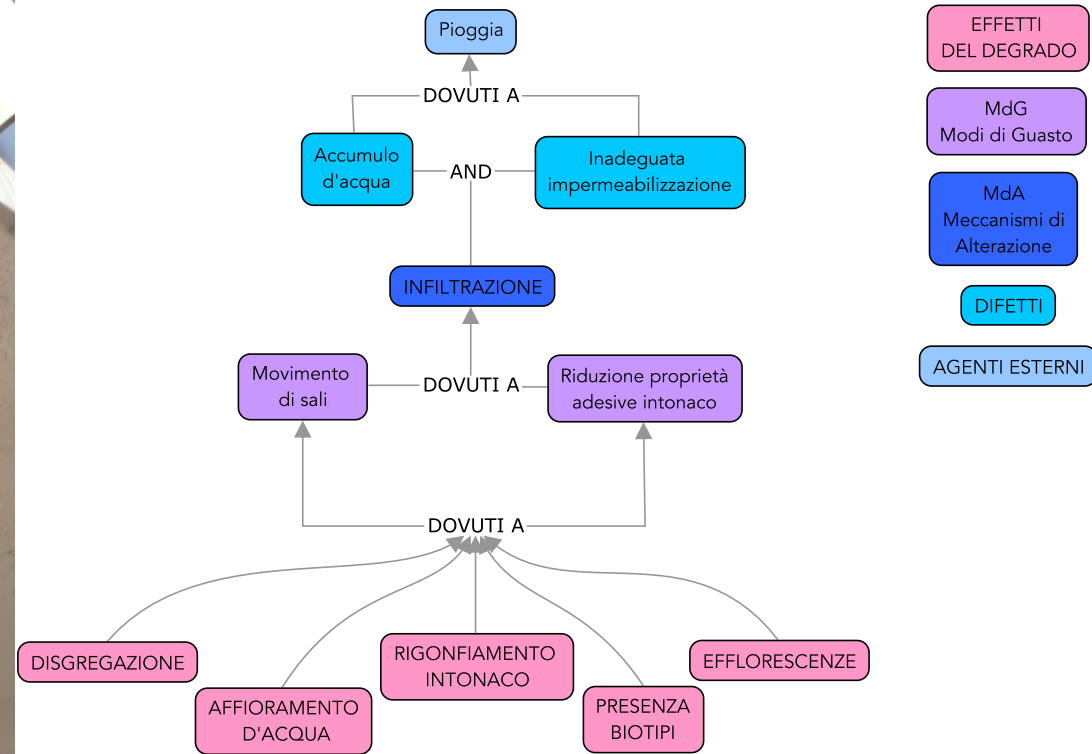 Pioggia
DOVUTI A
Accumulo
d'acqua
AND
Inadeguata
impermeabilizzazione
INFILTRAZIONE
Movimento
di sali
DOVUTI A
Riduzione proprietà
adesive intonaco
DOVUTI A
DISGREGAZIONE
AFFIORAMENTO
D'ACQUA
RIGONFIAMENTO
INTONACO
PRESENZA
BIOTIPI
EFFLORESCENZE
EFFETTI
DEL DEGRADO
MdG
Modi di Guasto
MdA
Meccanismi di
Alterazione
DIFETTI
AGENTI ESTERNI